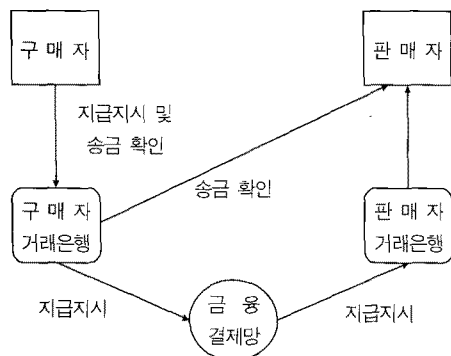 구 매 자
판 매 자
지급지시 및
송금 확인
송금 확인
구 매 자
거래은행
판 매 자
거래은행
지급지시
금 융
결제망
지급지시